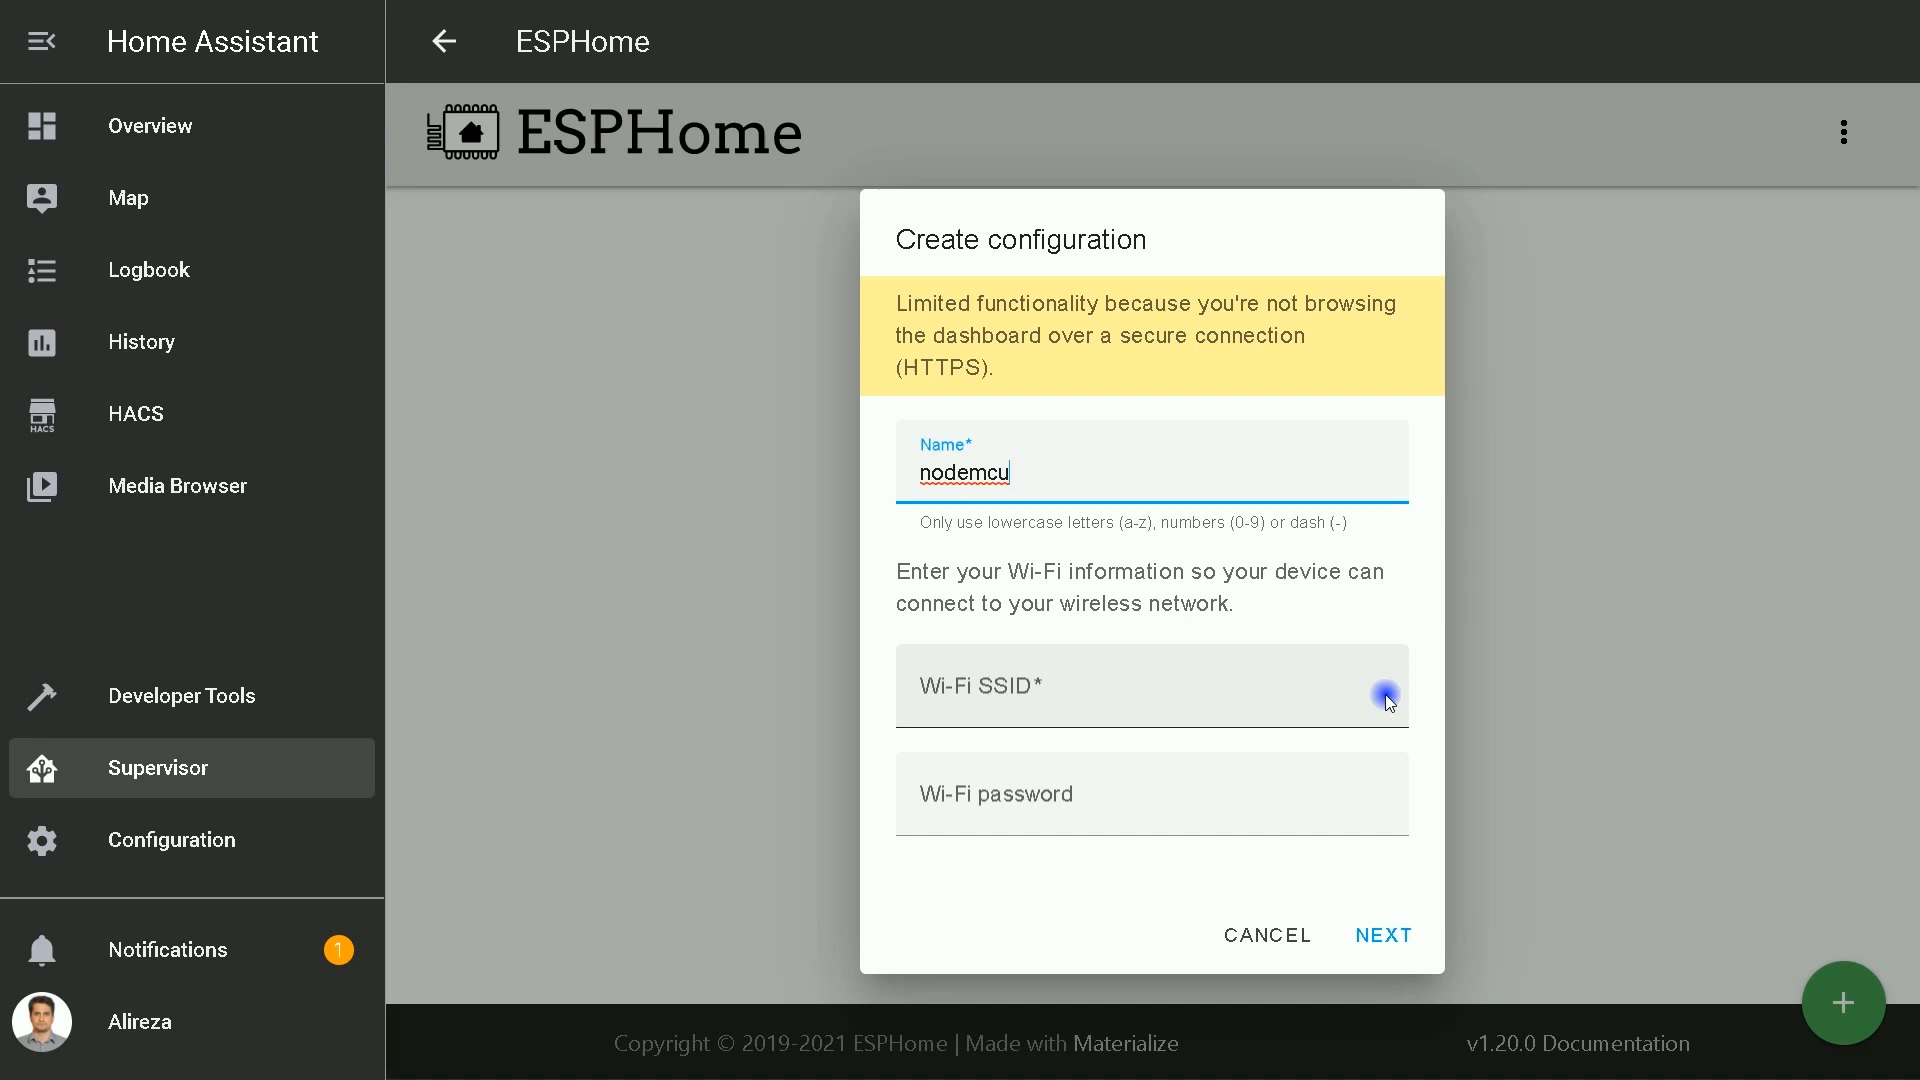 Home Assistant
ESPHome
Overview
Map
Logbook
History
HACS
HACS
Media Browser
Developer Tools
Supervisor
Configuration
Notifications
1
Alireza
ESPHome
Create configuration
Limited functionality because you're not browsing
the dashboard over a secure connection
(HTTPS).
Name*
nodemcu
Only use lowercase letters (a-z), numbers (0-9) or dash (-)
Enter your Wi-Fi information so your device can
connect to your wireless network.
Wi-Fi SSID*
Wi-Fi password
CANCEL NEXT
Copyright © 2019-2021 ESPHome | Made with Materialize
v1.20.0 Documentation